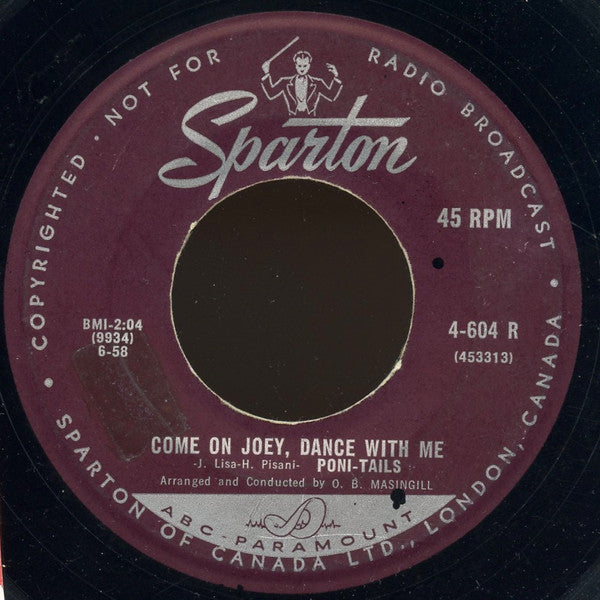 COPYRIGHTED · NOT FOR RADIO BROADCAST ·
Sparton
45 RPM
BMI-2:04
(9934)
6-58
4-604 R
(453313)
COME ON JOEY, DANCE WITH ME
-J. Lisa-H. Pisani- PONI-TAILS
Arranged and Conducted by O. B. MASINGILL
ABC-PARAMOUNT
SPARTON OF CANADA LTD., LONDON, CANADA ·